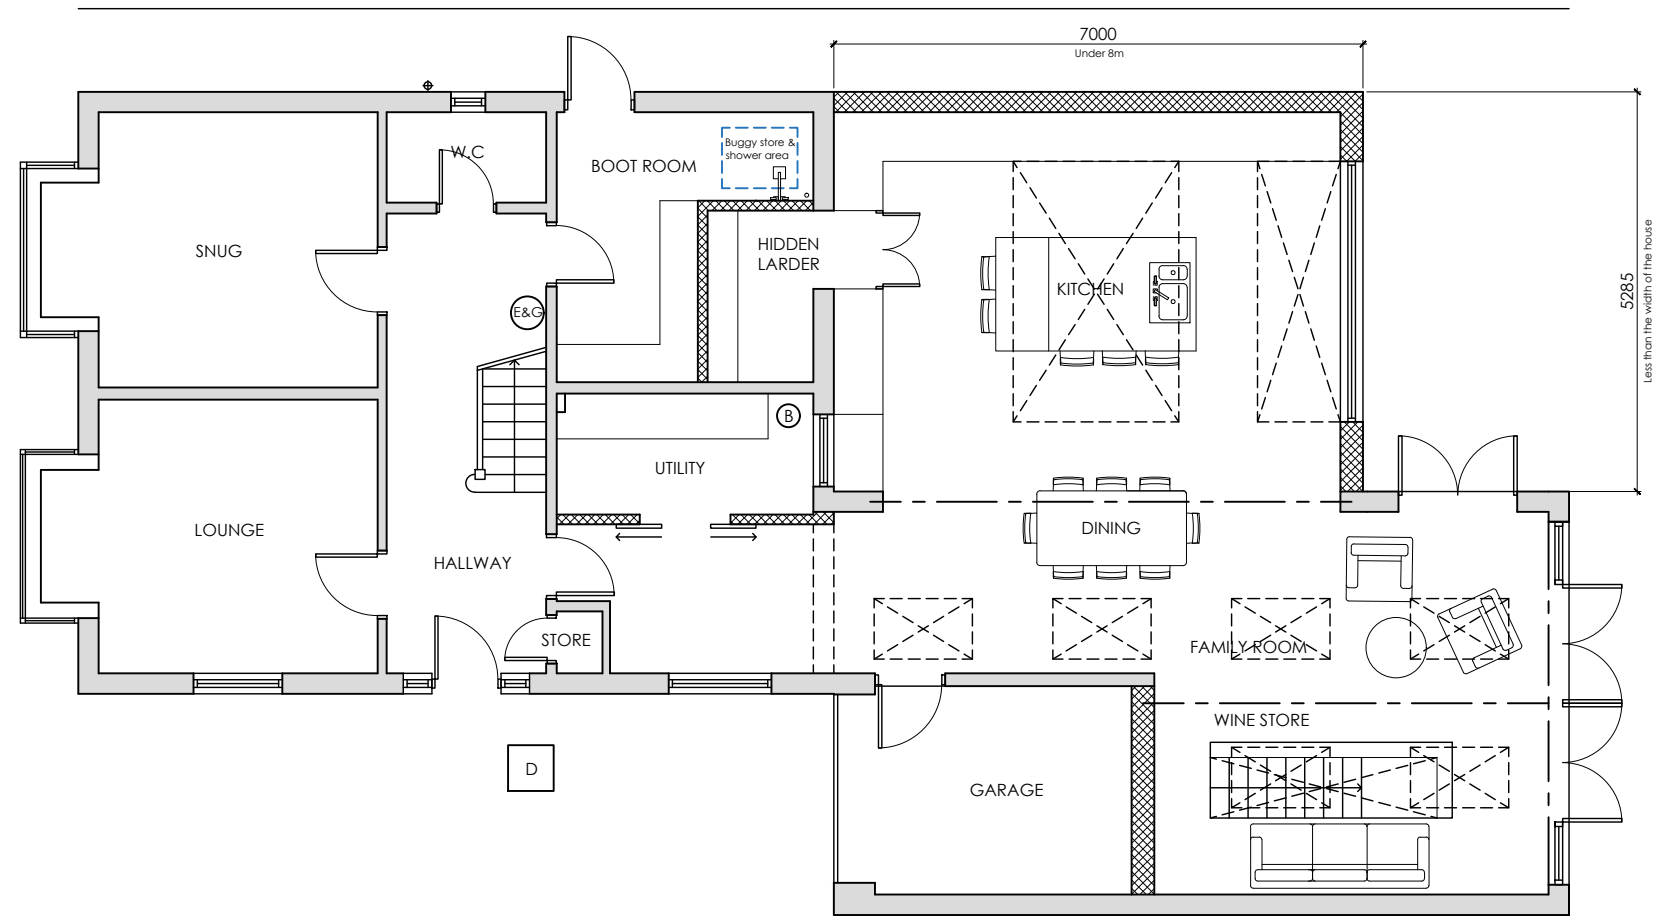 7000
Under 8m
W.C
BOOT ROOM
Buggy store &
shower area
SNUG
HIDDEN
LARDER
KITCHEN
E&G
5285
Less than the width of the house
B
UTILITY
LOUNGE
DINING
HALLWAY
STORE
FAMILY ROOM
WINE STORE
D
GARAGE